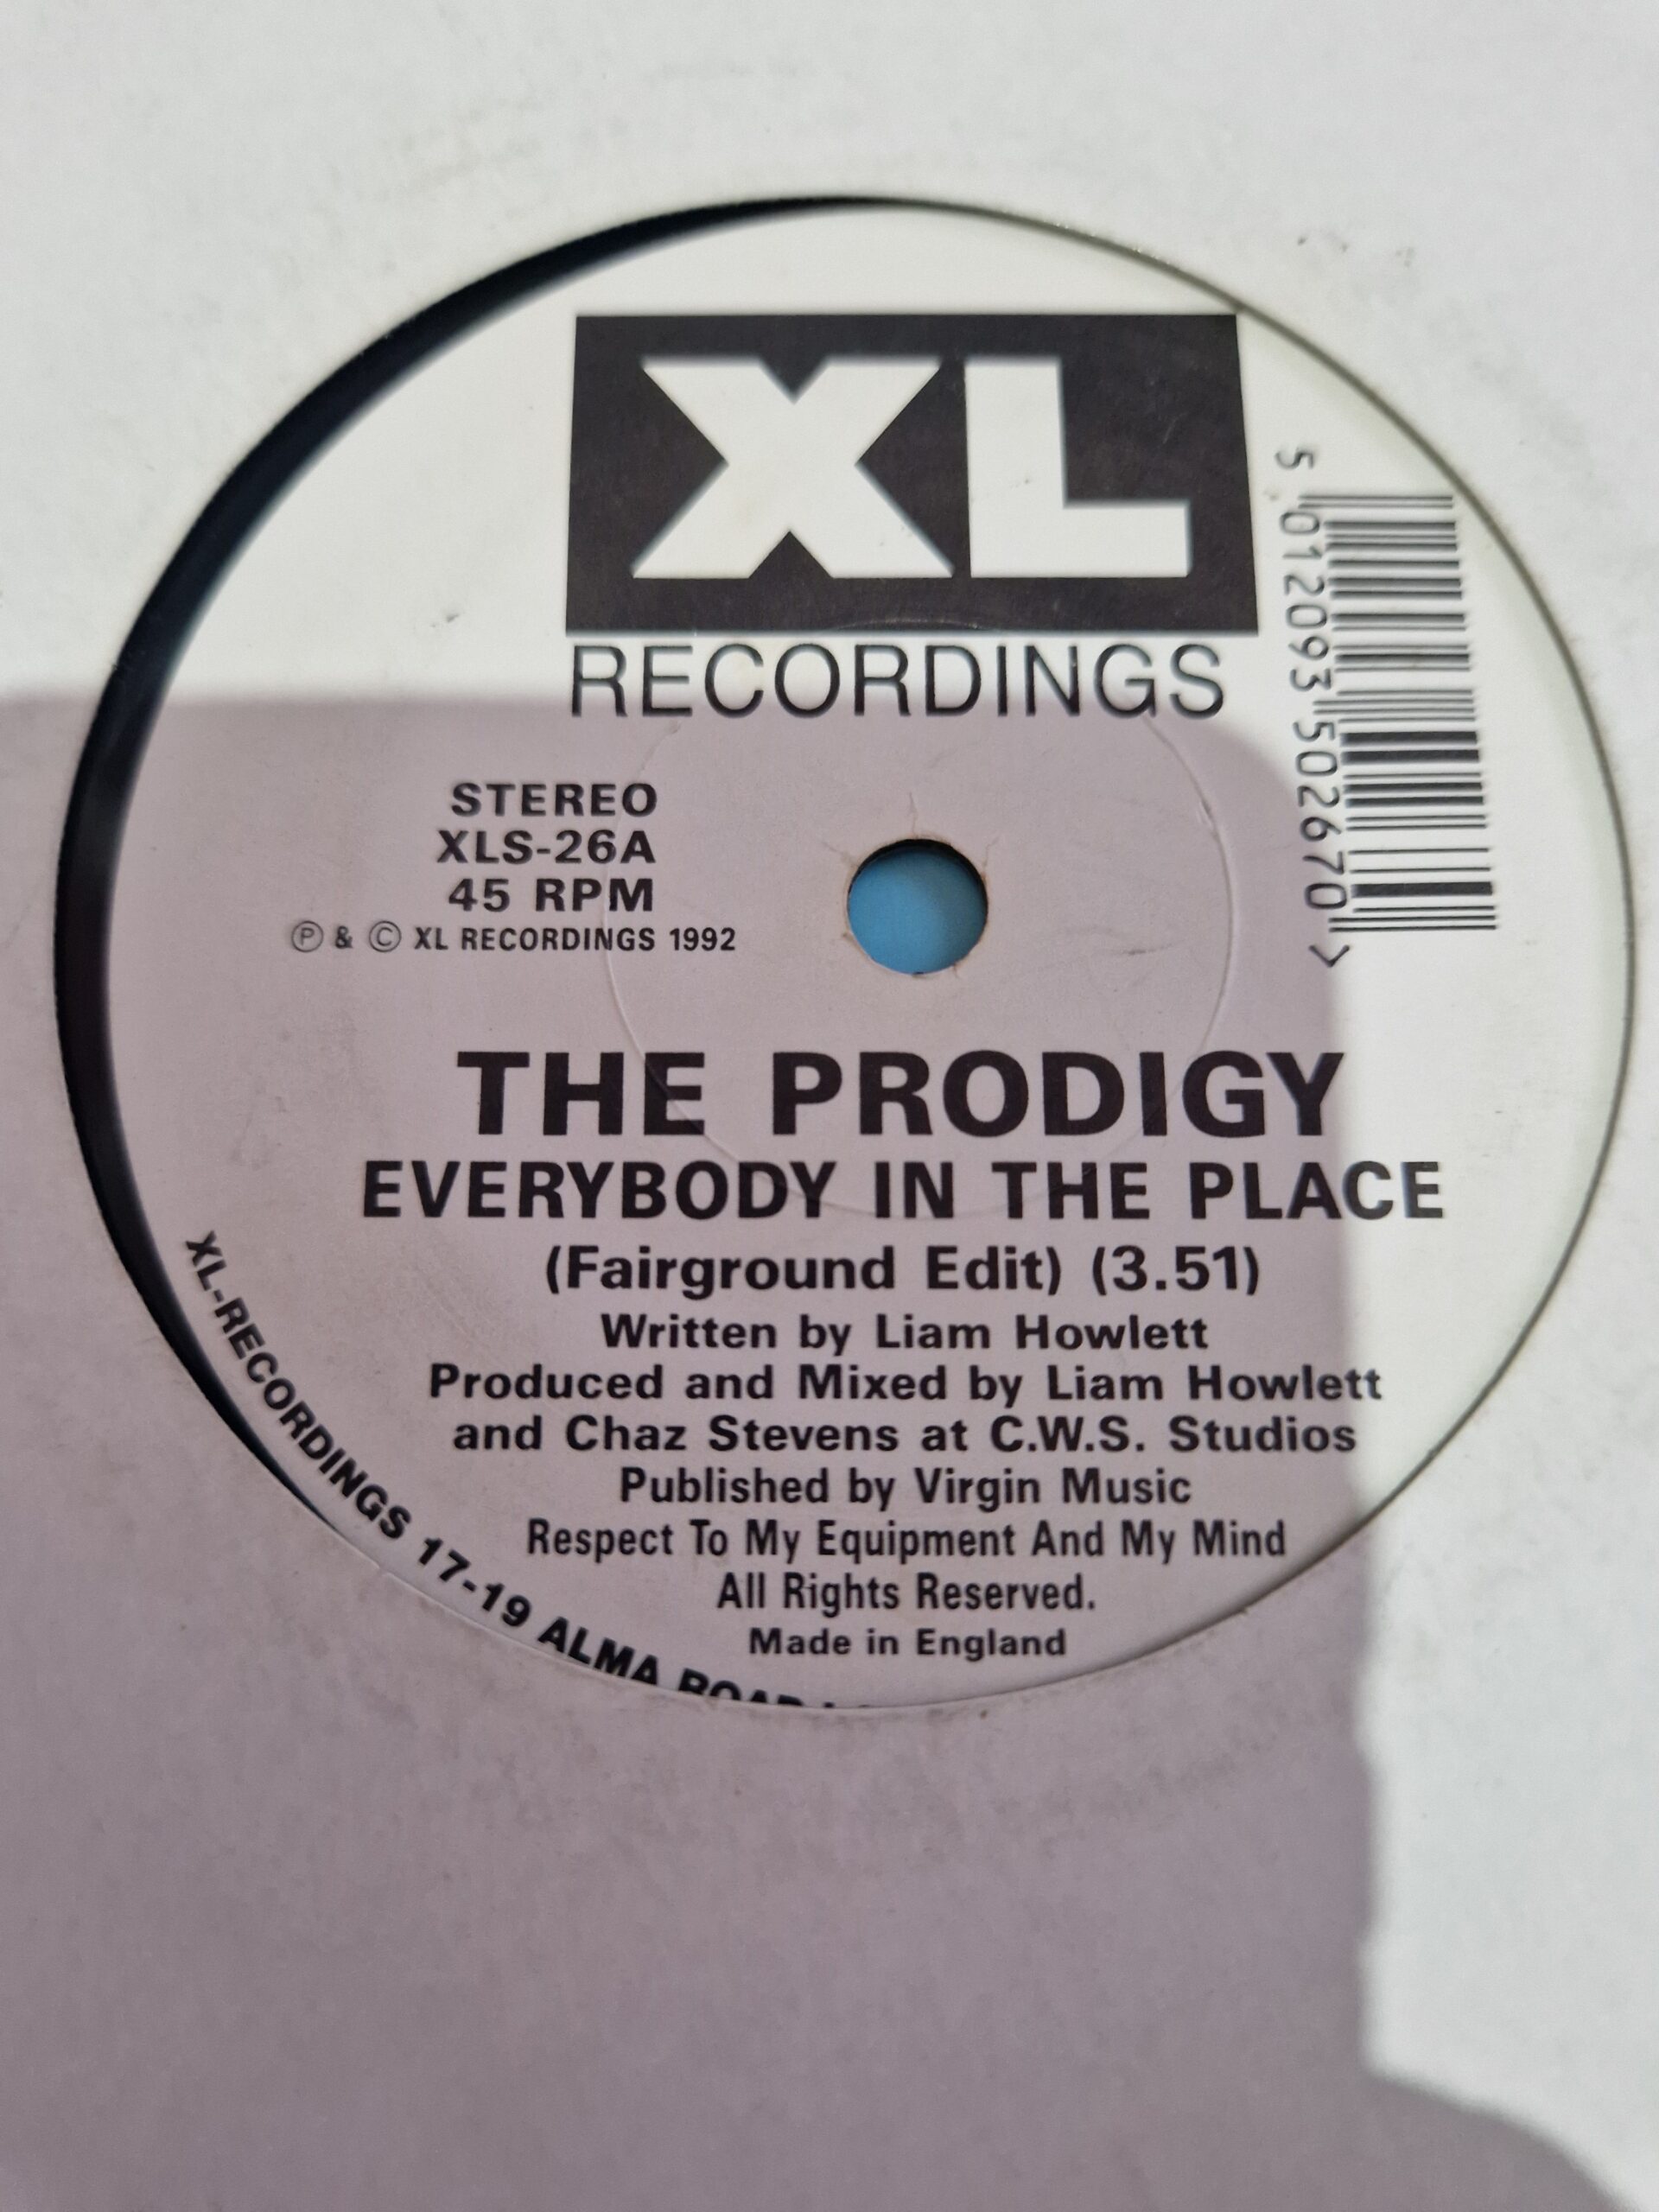 XL
RECORDINGS
5 012093 502670 >
STEREO
XLS-26A
45 RPM
Ⓟ & © XL RECORDINGS 1992
THE PRODIGY
EVERYBODY IN THE PLACE
(Fairground Edit) (3.51)
Written by Liam Howlett
Produced and Mixed by Liam Howlett
and Chaz Stevens at C.W.S. Studios
Published by Virgin Music
Respect To My Equipment And My Mind
All Rights Reserved.
Made in England
XL-RECORDINGS 17-19 ALMA ROAD